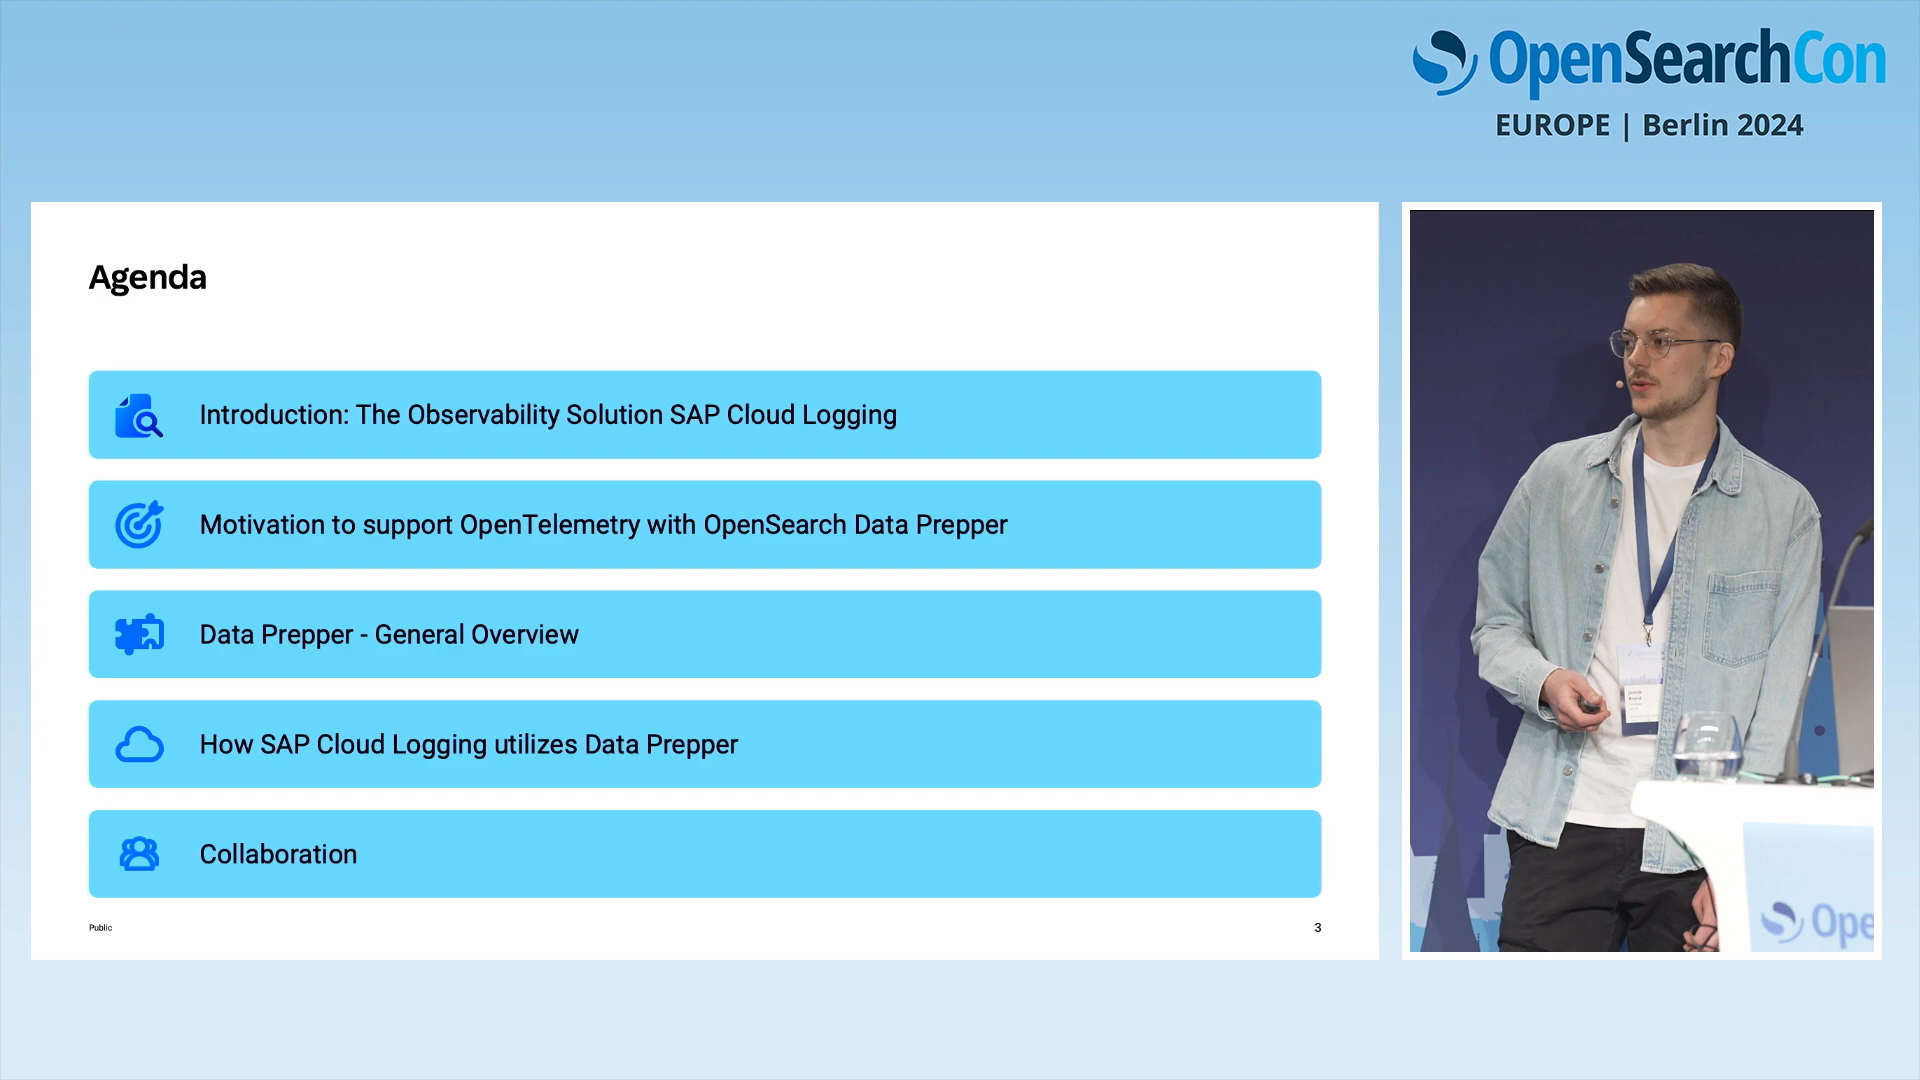 OpenSearchCon
EUROPE | Berlin 2024
Agenda
Introduction: The Observability Solution SAP Cloud Logging
Motivation to support OpenTelemetry with OpenSearch Data Prepper
Data Prepper - General Overview
How SAP Cloud Logging utilizes Data Prepper
Collaboration
Public
3
Ope